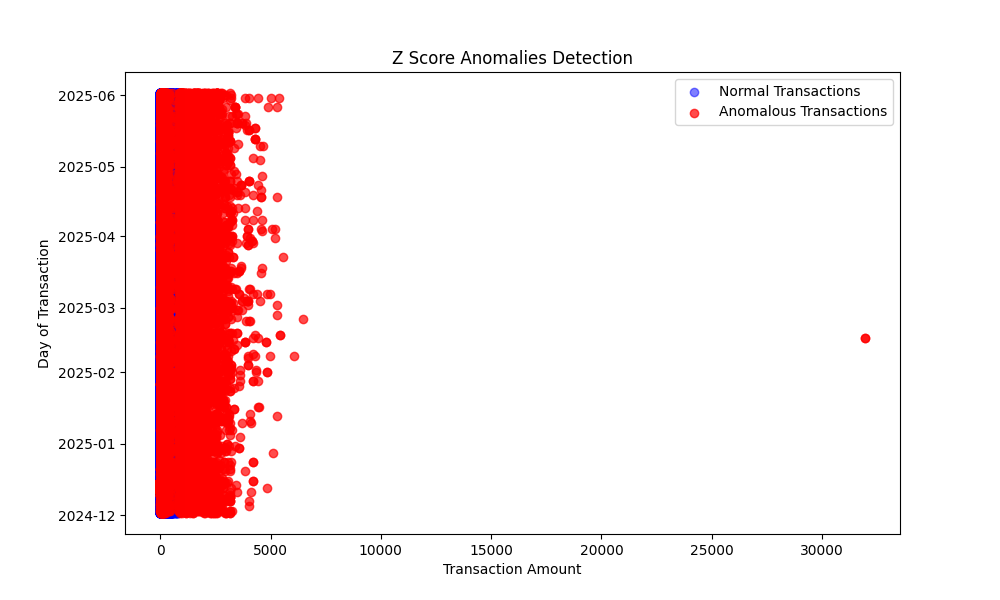 Z Score Anomalies Detection
Normal Transactions
Anomalous Transactions
Day of Transaction
2025-06
2025-05
2025-04
2025-03
2025-02
2025-01
2024-12
0 5000 10000 15000 20000 25000 30000
Transaction Amount